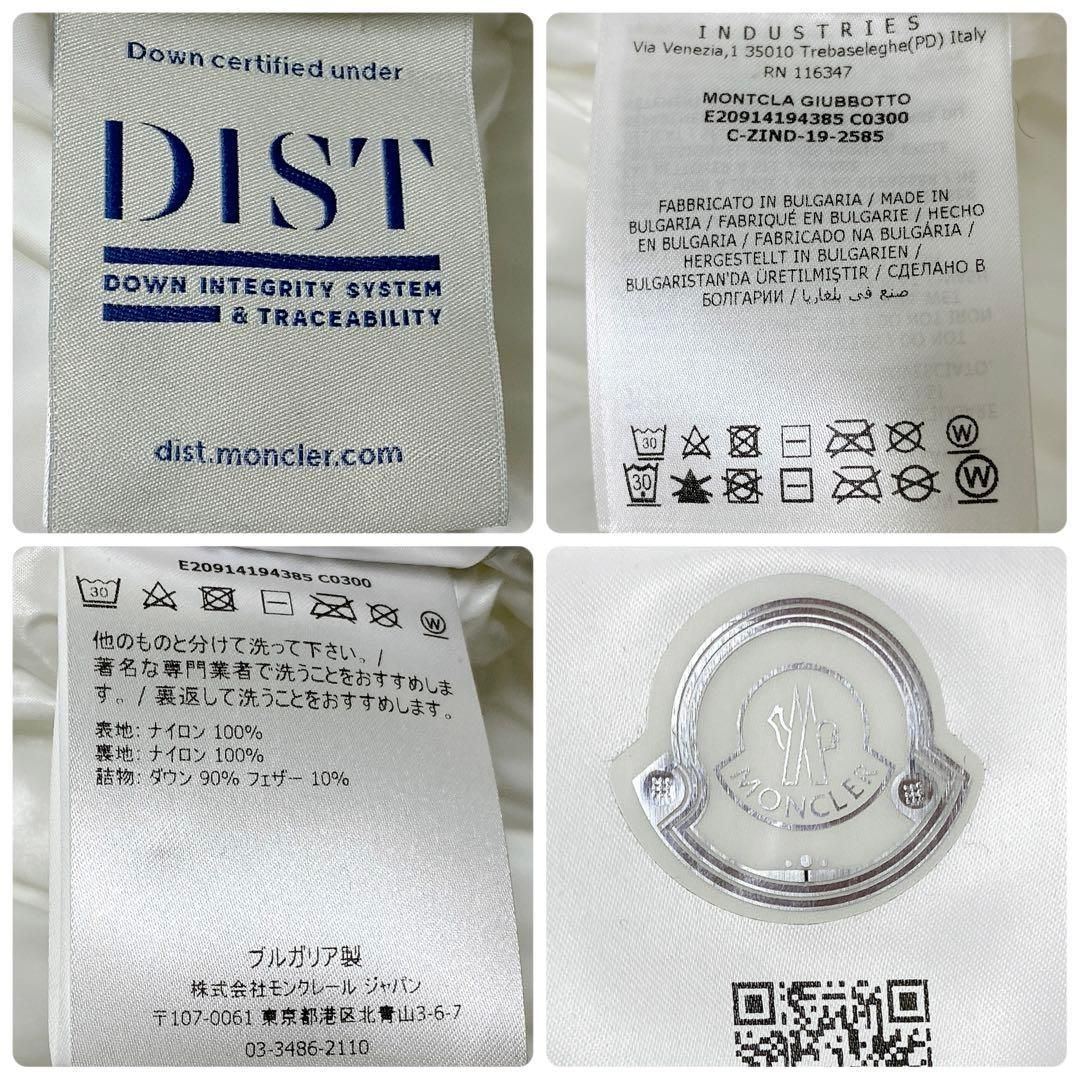 Down certified under
DIST
DOWN INTEGRITY SYSTEM
& TRACEABILITY
dist.moncler.com
INDUSTRIES
Via Venezia,1 35010 Trebaseleghe(PD) Italy
RN 116347
MONTCLA GIUBBOTTO
E20914194385 C0300
C-ZIND-19-2585
FABBRICATO IN BULGARIA / MADE IN
BULGARIA / FABRIQUÉ EN BULGARIE / HECHO
EN BULGARIA / FABRICADO NA BULGÁRIA /
HERGESTELLT IN BULGARIEN /
BULGARISTAN'DA ÜRETILMIŞTIR / СДЕЛАНО В
БОЛГАРИИ / صنع في بلغاريا
30 W
30 W
E20914194385 C0300
30 W
他のものと分けて洗って下さい。/
著名な専門業者で洗うことをおすすめしま
す。/ 裏返して洗うことをおすすめします。
表地: ナイロン 100%
裏地: ナイロン 100%
詰物: ダウン 90% フェザー 10%
ブルガリア製
株式会社モンクレール ジャパン
〒107-0061 東京都港区北青山3-6-7
03-3486-2110
MONCLER